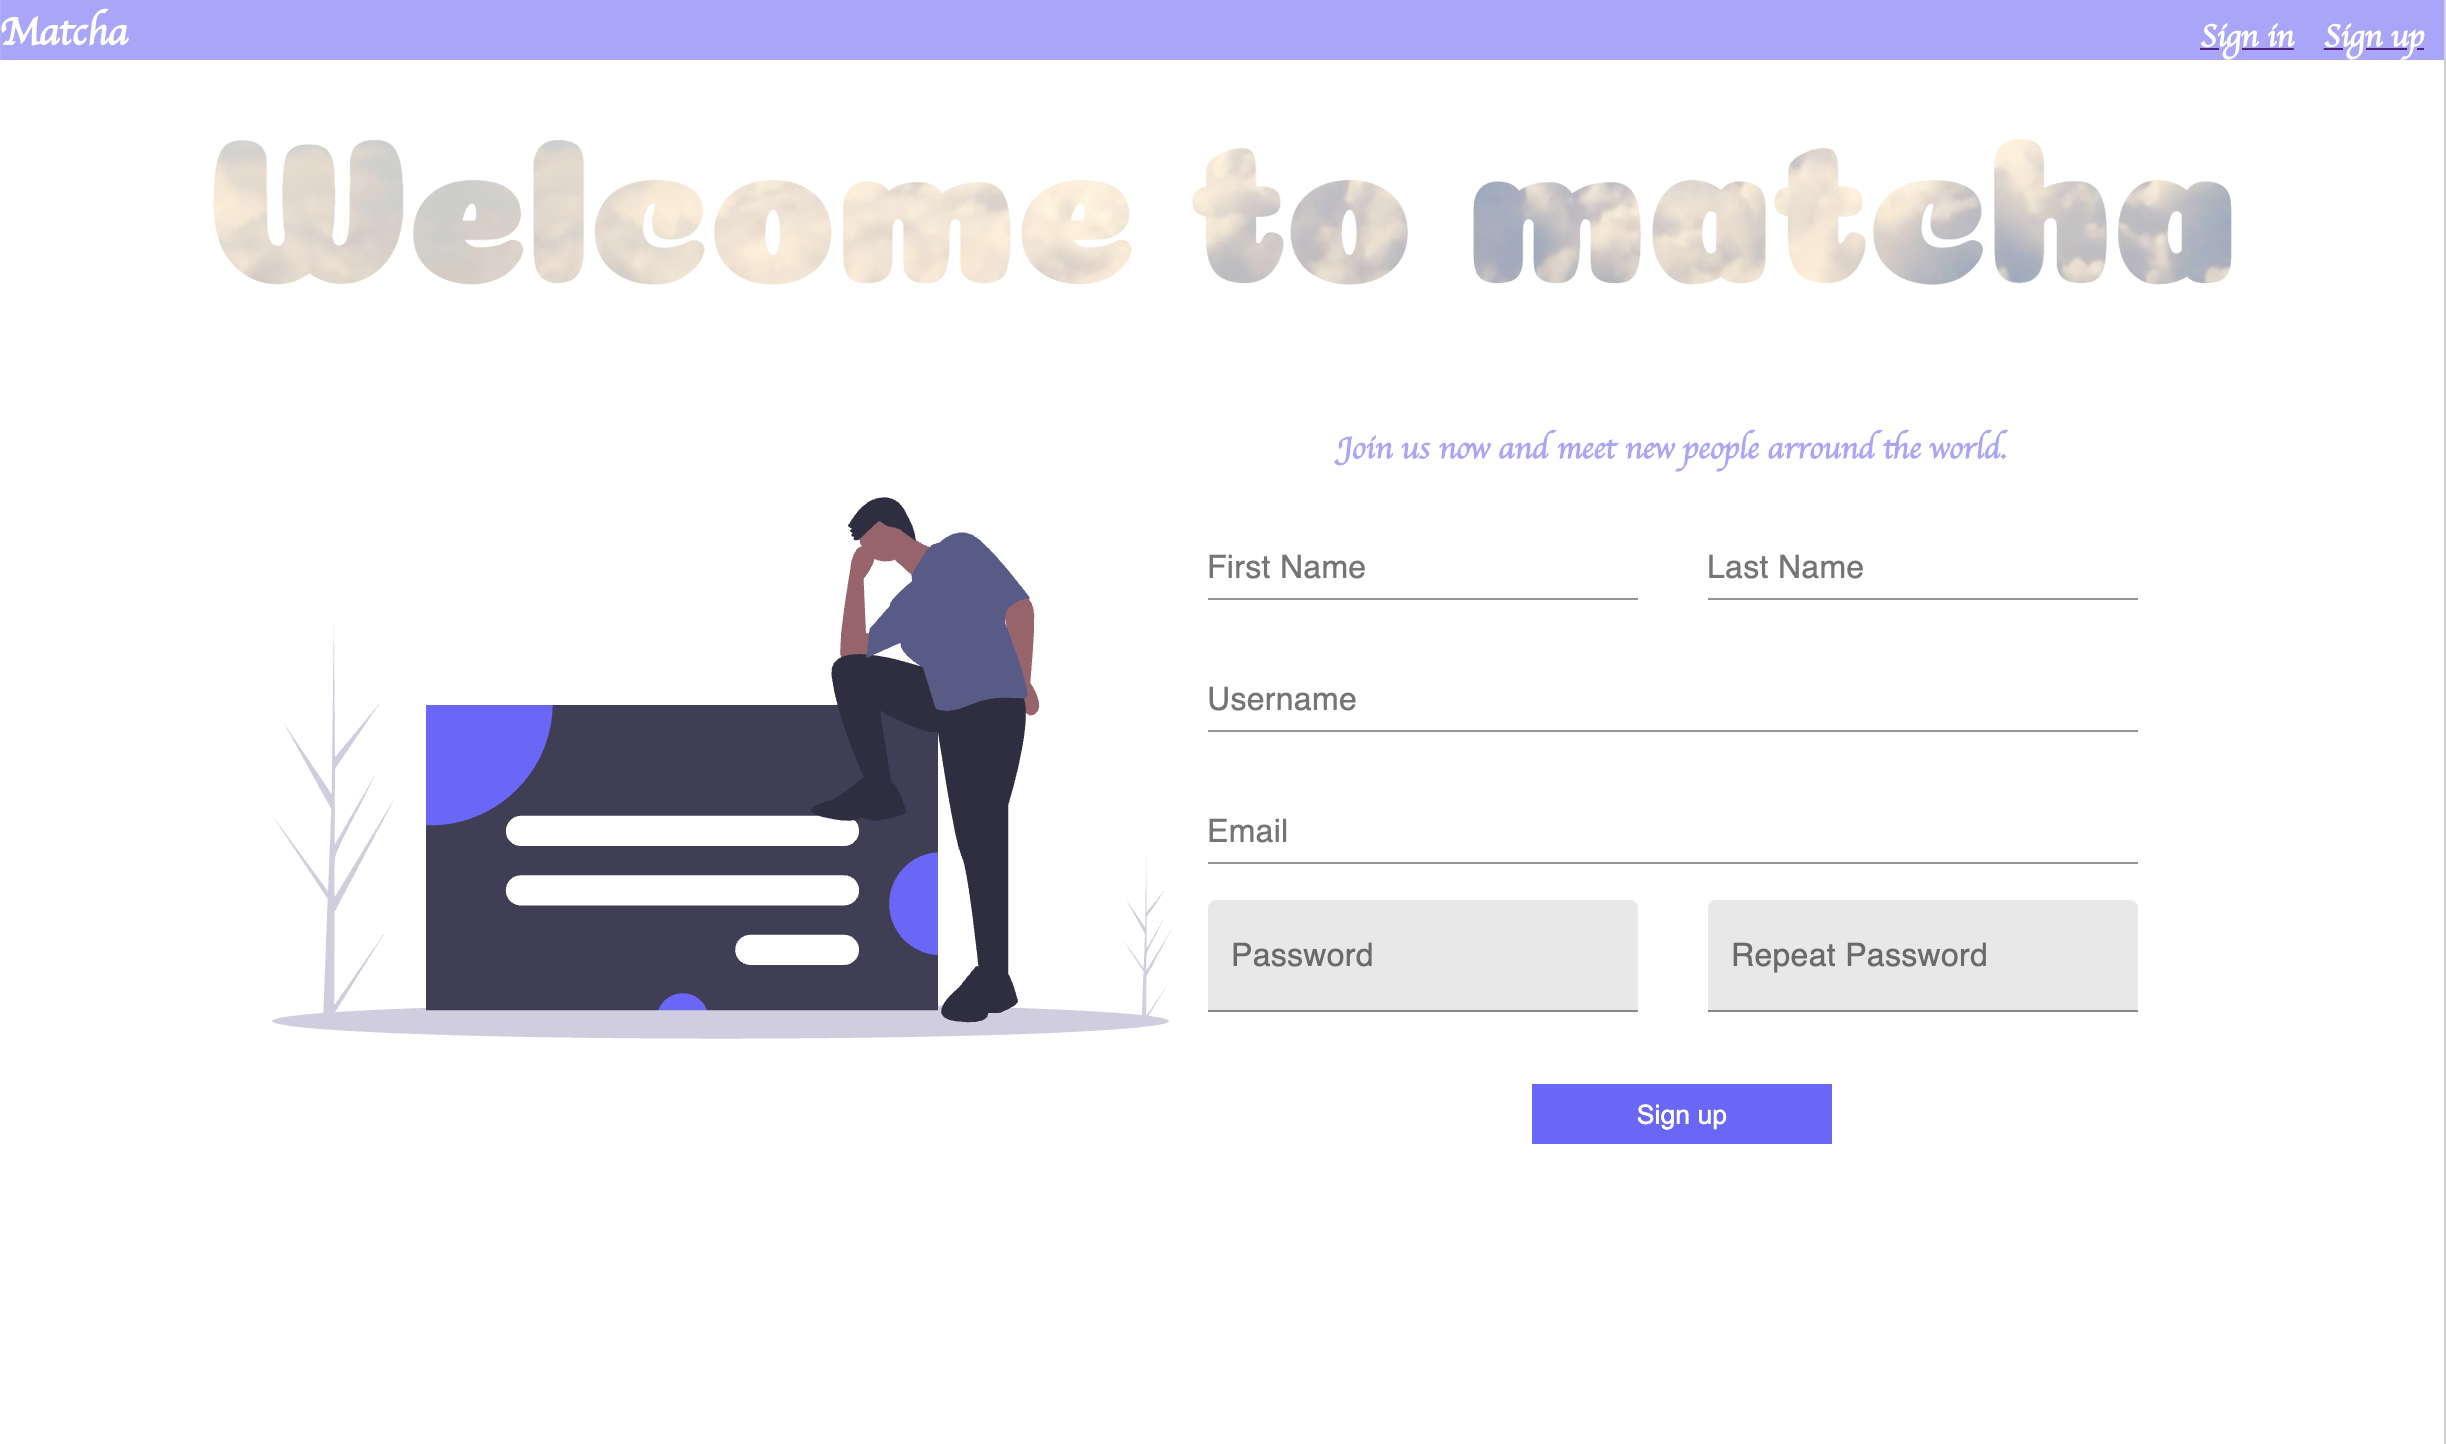 Matcha
Sign in Sign up
Welcome to matcha
Join us now and meet new people arround the world.
First Name Last Name
Username
Email
Password Repeat Password
Sign up